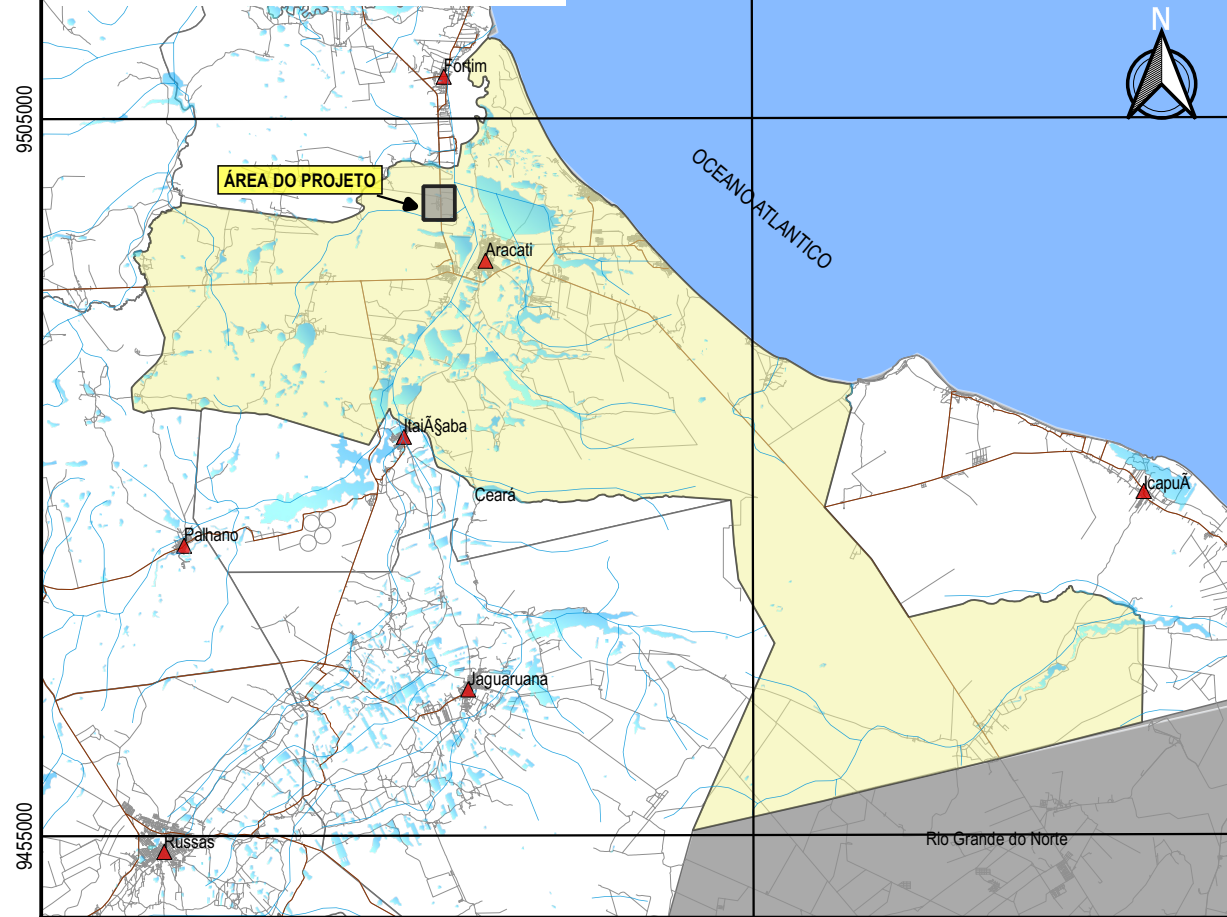 N
Fortim
9505000
OCEANO ATLANTICO
ÁREA DO PROJETO
Aracati
ItaiÃ§aba
IcapuÃ
Ceará
Palhano
Jaguaruana
9455000
Rio Grande do Norte
Russas